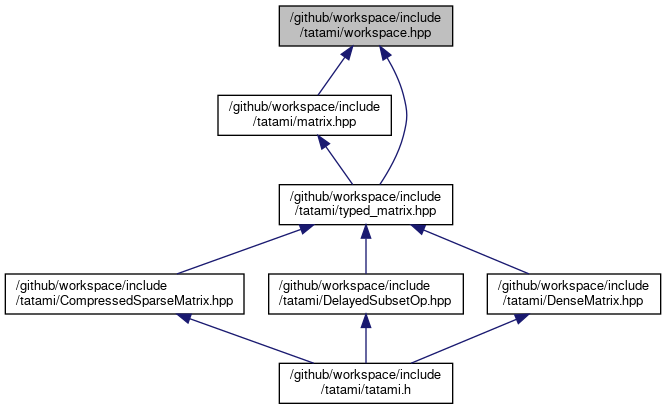 /github/workspace/include
/tatami/workspace.hpp
/github/workspace/include
/tatami/matrix.hpp
/github/workspace/include
/tatami/typed_matrix.hpp
/github/workspace/include
/tatami/CompressedSparseMatrix.hpp
/github/workspace/include
/tatami/DelayedSubsetOp.hpp
/github/workspace/include
/tatami/DenseMatrix.hpp
/github/workspace/include
/tatami/tatami.h